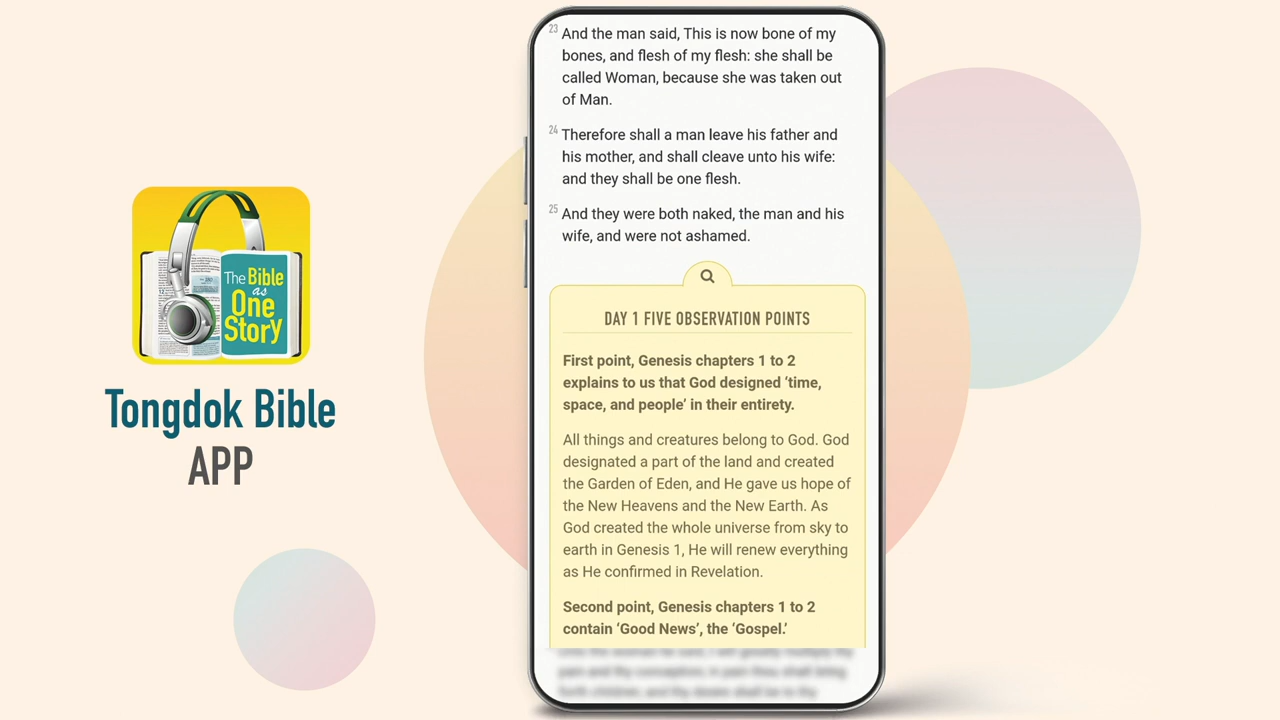 The Bible
as
One
Story
Tongdok Bible
APP
23 And the man said, This is now bone of my
bones, and flesh of my flesh: she shall be
called Woman, because she was taken out
of Man.
24 Therefore shall a man leave his father and
his mother, and shall cleave unto his wife:
and they shall be one flesh.
25 And they were both naked, the man and his
wife, and were not ashamed.
DAY 1 FIVE OBSERVATION POINTS
First point, Genesis chapters 1 to 2
explains to us that God designed ‘time,
space, and people’ in their entirety.
All things and creatures belong to God. God
designated a part of the land and created
the Garden of Eden, and He gave us hope of
the New Heavens and the New Earth. As
God created the whole universe from sky to
earth in Genesis 1, He will renew everything
as He confirmed in Revelation.
Second point, Genesis chapters 1 to 2
contain ‘Good News’, the ‘Gospel.’